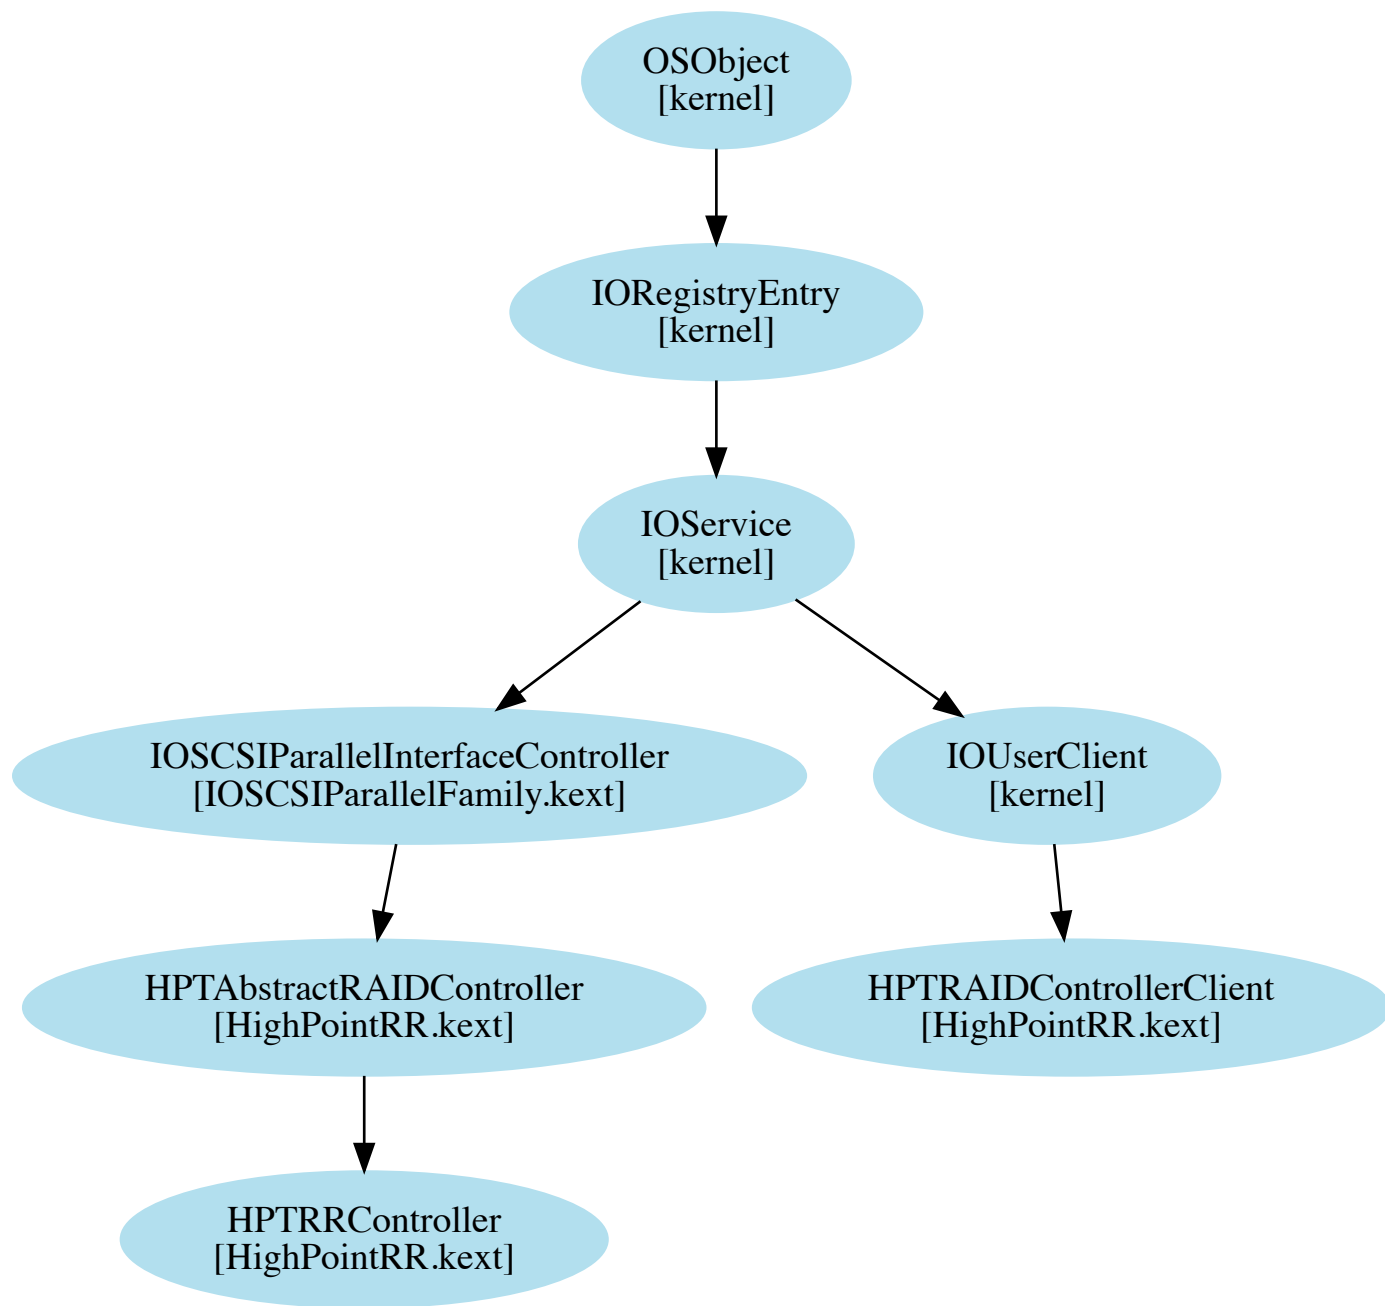 OSObject
[kernel]
IORegistryEntry
[kernel]
IOService
[kernel]
IOSCSIParallelInterfaceController
[IOSCSIParallelFamily.kext]
IOUserClient
[kernel]
HPTAbstractRAIDController
[HighPointRR.kext]
HPTRAIDControllerClient
[HighPointRR.kext]
HPTRRController
[HighPointRR.kext]